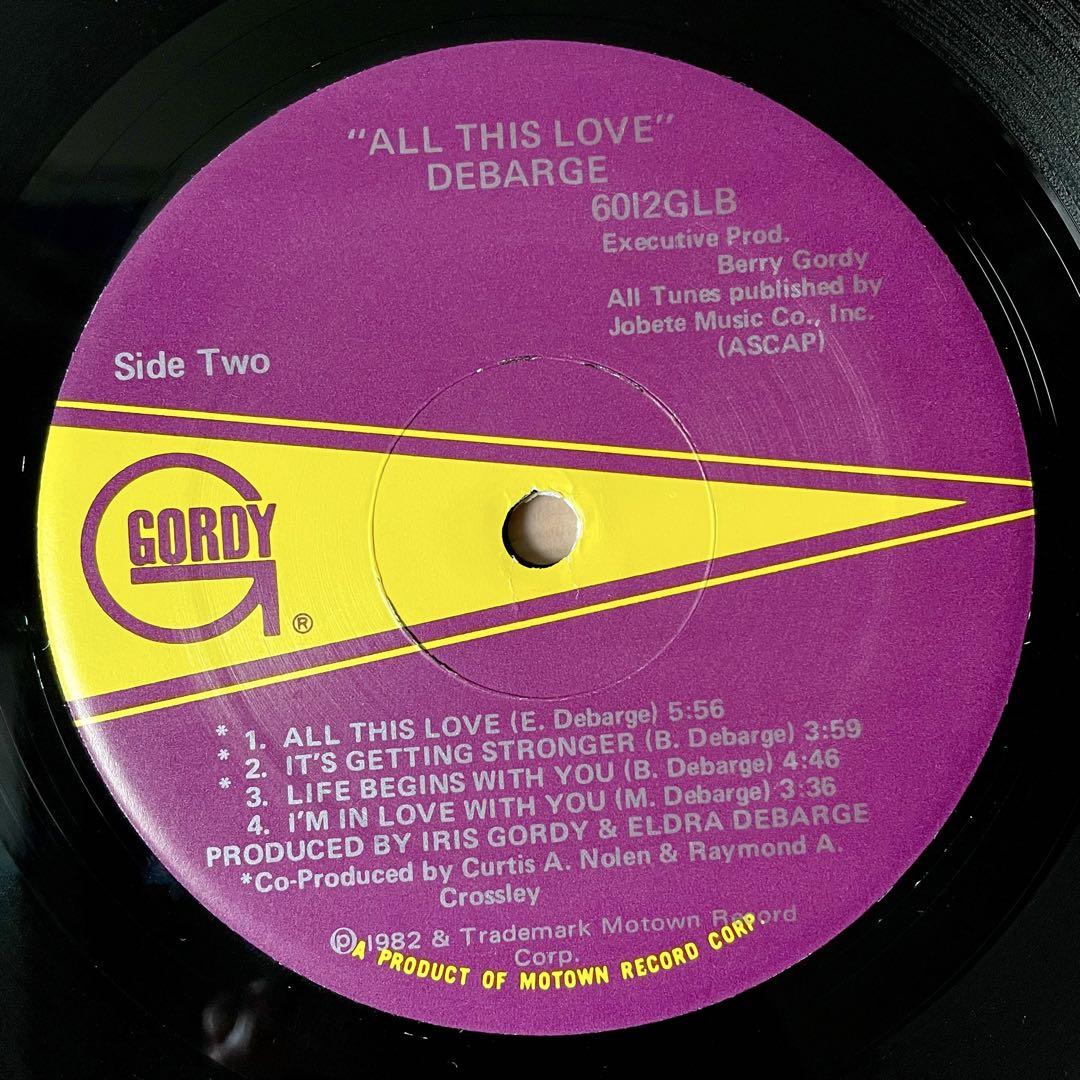 "ALL THIS LOVE"
DEBARGE
6012GLB
Executive Prod.
Berry Gordy
All Tunes published by
Jobete Music Co., Inc.
(ASCAP)
Side Two
GORDY
®
* 1. ALL THIS LOVE (E. Debarge) 5:56
* 2. IT'S GETTING STRONGER (B. Debarge) 3:59
* 3. LIFE BEGINS WITH YOU (B. Debarge) 4:46
4. I'M IN LOVE WITH YOU (M. Debarge) 3:36
PRODUCED BY IRIS GORDY & ELDRA DEBARGE
*Co-Produced by Curtis A. Nolen & Raymond A.
Crossley
℗1982 & Trademark Motown Record
Corp.
A PRODUCT OF MOTOWN RECORD CORP.